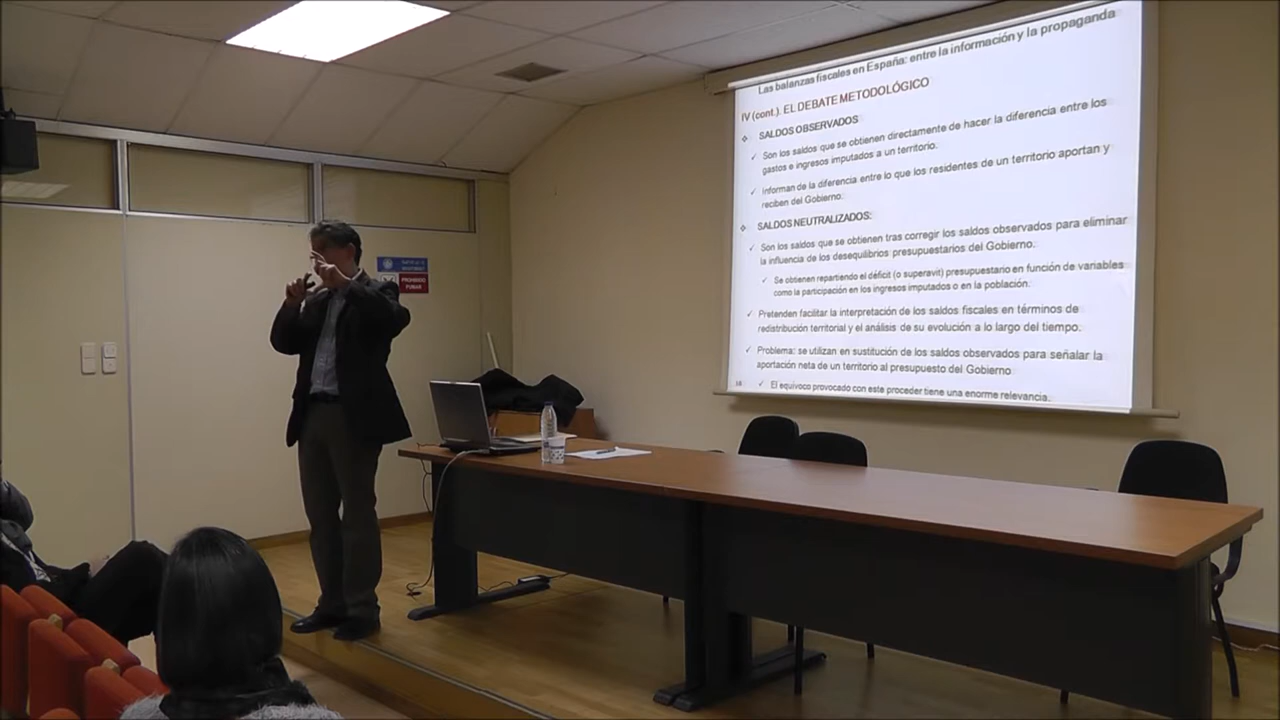 Las balanzas fiscales en España: entre la información y la propaganda
IV (cont.). EL DEBATE METODOLÓGICO
SALDOS OBSERVADOS
Son los saldos que se obtienen directamente de hacer la diferencia entre los
gastos e ingresos imputados a un territorio.
Informan de la diferencia entre lo que los residentes de un territorio aportan y
reciben del Gobierno.
SALDOS NEUTRALIZADOS:
Son los saldos que se obtienen tras corregir los saldos observados para eliminar
la influencia de los desequilibrios presupuestarios del Gobierno.
Se obtienen repartiendo el déficit (o superavit) presupuestario en función de variables
como la participación en los ingresos imputados o en la población.
Pretenden facilitar la interpretación de los saldos fiscales en términos de
redistribución territorial y el análisis de su evolución a lo largo del tiempo.
Problema: se utilizan en sustitución de los saldos observados para señalar la
aportación neta de un territorio al presupuesto del Gobierno
El equívoco provocado con este proceder tiene una enorme relevancia.
PROHIBIDO
FUMAR